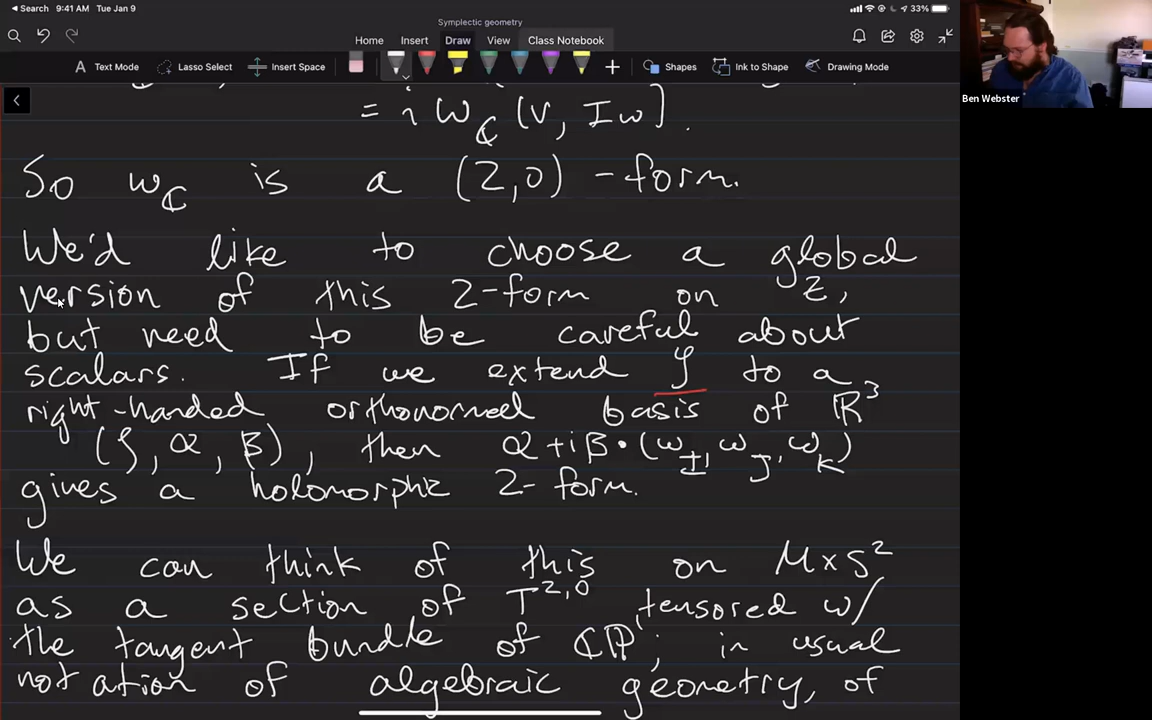 Search 9:41 AM Tue Jan 9
33%
Symplectic geometry
Home Insert Draw View Class Notebook
Text Mode Lasso Select Insert Space Shapes Ink to Shape Drawing Mode
Ben Webster
= i ω_ℂ (v, Iw).
So ω_ℂ is a (2,0) -form.
We'd like to choose a global
version of this 2-form on Z,
but need to be careful about
scalars. If we extend ζ to a
right-handed orthonormal basis of ℝ³
(ζ, α, β), then α+iβ·(ω_I, ω_J, ω_K)
gives a holomorphic 2-form.
We can think of this on M×S²
as a section of T^{2,0} tensored w/
the tangent bundle of ℂℙ¹; in usual
notation of algebraic geometry, of